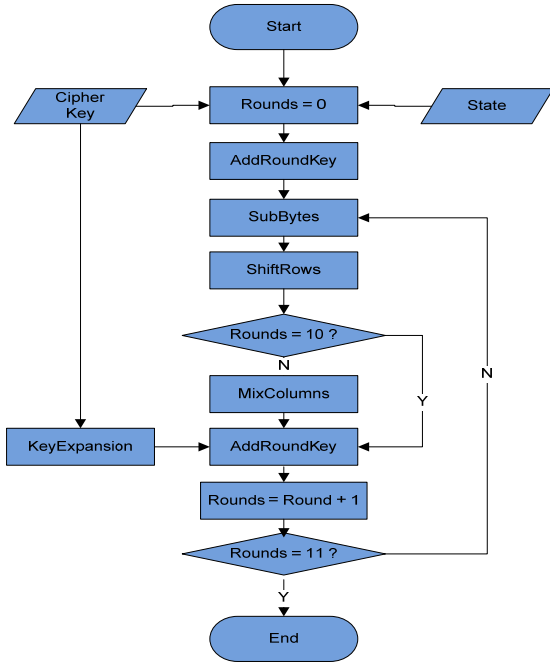 Start
Cipher
Key
Rounds = 0
State
AddRoundKey
SubBytes
ShiftRows
Rounds = 10 ?
N
N
MixColumns
Y
KeyExpansion
AddRoundKey
Rounds = Round + 1
Rounds = 11 ?
Y
End